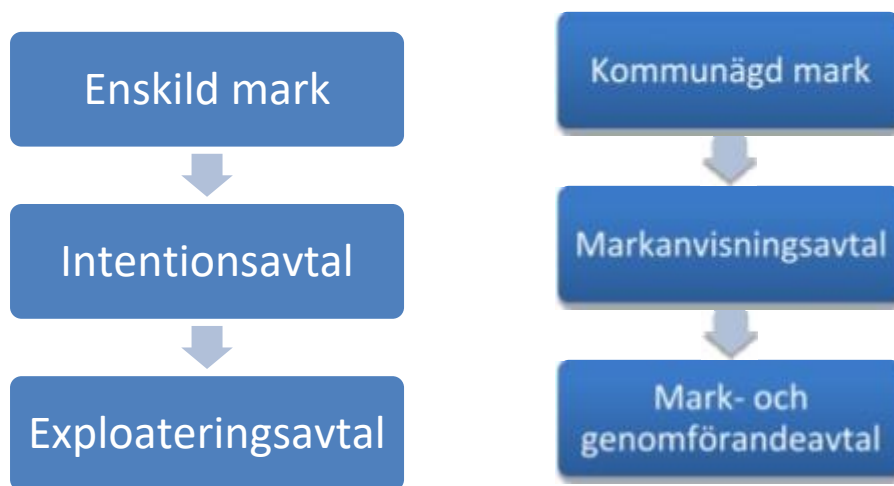 Enskild mark
Intentionsavtal
Exploateringsavtal
Kommunägd mark
Markanvisningsavtal
Mark- och
genomförandeavtal